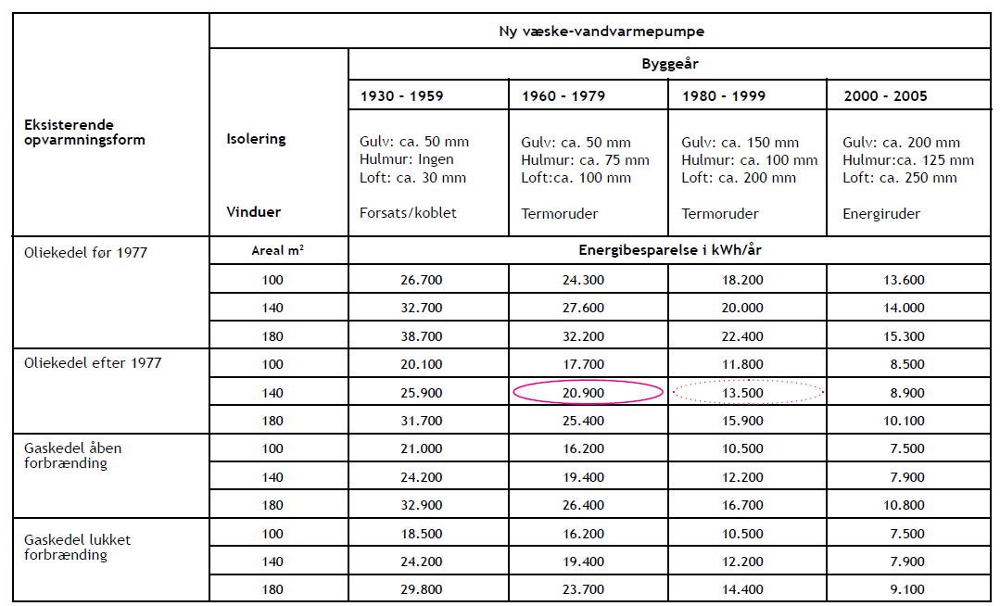 Ny væske-vandvarmepumpe
Byggeår
Eksisterende
opvarmningsform
Isolering
Vinduer
1930 - 1959 1960 - 1979 1980 - 1999 2000 - 2005
Gulv: ca. 50 mm Gulv: ca. 50 mm Gulv: ca. 150 mm Gulv: ca. 200 mm
Hulmur: Ingen Hulmur: ca. 75 mm Hulmur: ca. 100 mm Hulmur:ca. 125 mm
Loft: ca. 30 mm Loft:ca. 100 mm Loft: ca. 200 mm Loft: ca. 250 mm
Forsats/koblet Termoruder Termoruder Energiruder
Oliekedel før 1977 Areal m² Energibesparelse i kWh/år
100 26.700 24.300 18.200 13.600
140 32.700 27.600 20.000 14.000
180 38.700 32.200 22.400 15.300
Oliekedel efter 1977 100 20.100 17.700 11.800 8.500
140 25.900 20.900 13.500 8.900
180 31.700 25.400 15.900 10.100
Gaskedel åben
forbrænding
100 21.000 16.200 10.500 7.500
140 24.200 19.400 12.200 7.900
180 32.900 26.400 16.700 10.800
Gaskedel lukket
forbrænding
100 18.500 16.200 10.500 7.500
140 24.200 19.400 12.200 7.900
180 29.800 23.700 14.400 9.100